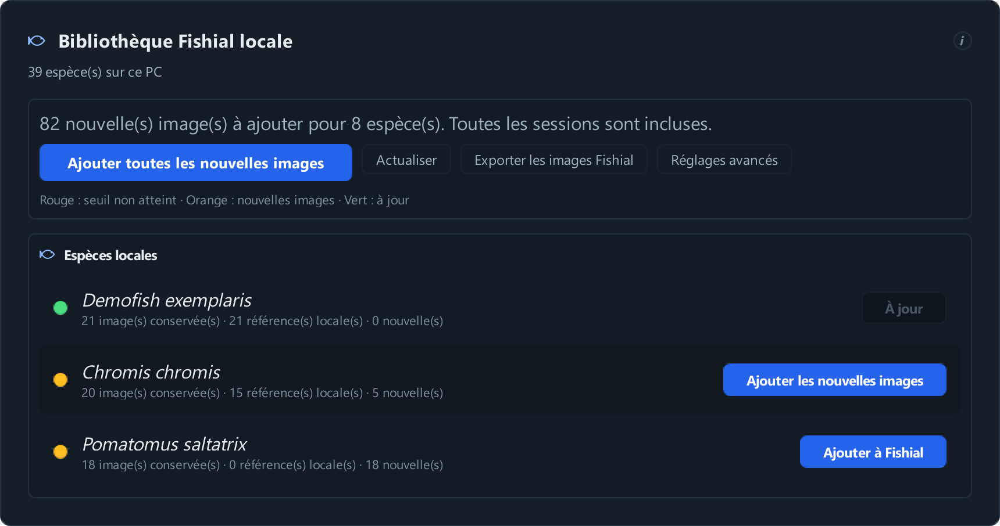 Bibliothèque Fishial locale
i
39 espèce(s) sur ce PC
82 nouvelle(s) image(s) à ajouter pour 8 espèce(s). Toutes les sessions sont incluses.
Ajouter toutes les nouvelles images
Actualiser
Exporter les images Fishial
Réglages avancés
Rouge : seuil non atteint · Orange : nouvelles images · Vert : à jour
Espèces locales
Demofish exemplaris
21 image(s) conservée(s) · 21 référence(s) locale(s) · 0 nouvelle(s)
À jour
Chromis chromis
20 image(s) conservée(s) · 15 référence(s) locale(s) · 5 nouvelle(s)
Ajouter les nouvelles images
Pomatomus saltatrix
18 image(s) conservée(s) · 0 référence(s) locale(s) · 18 nouvelle(s)
Ajouter à Fishial